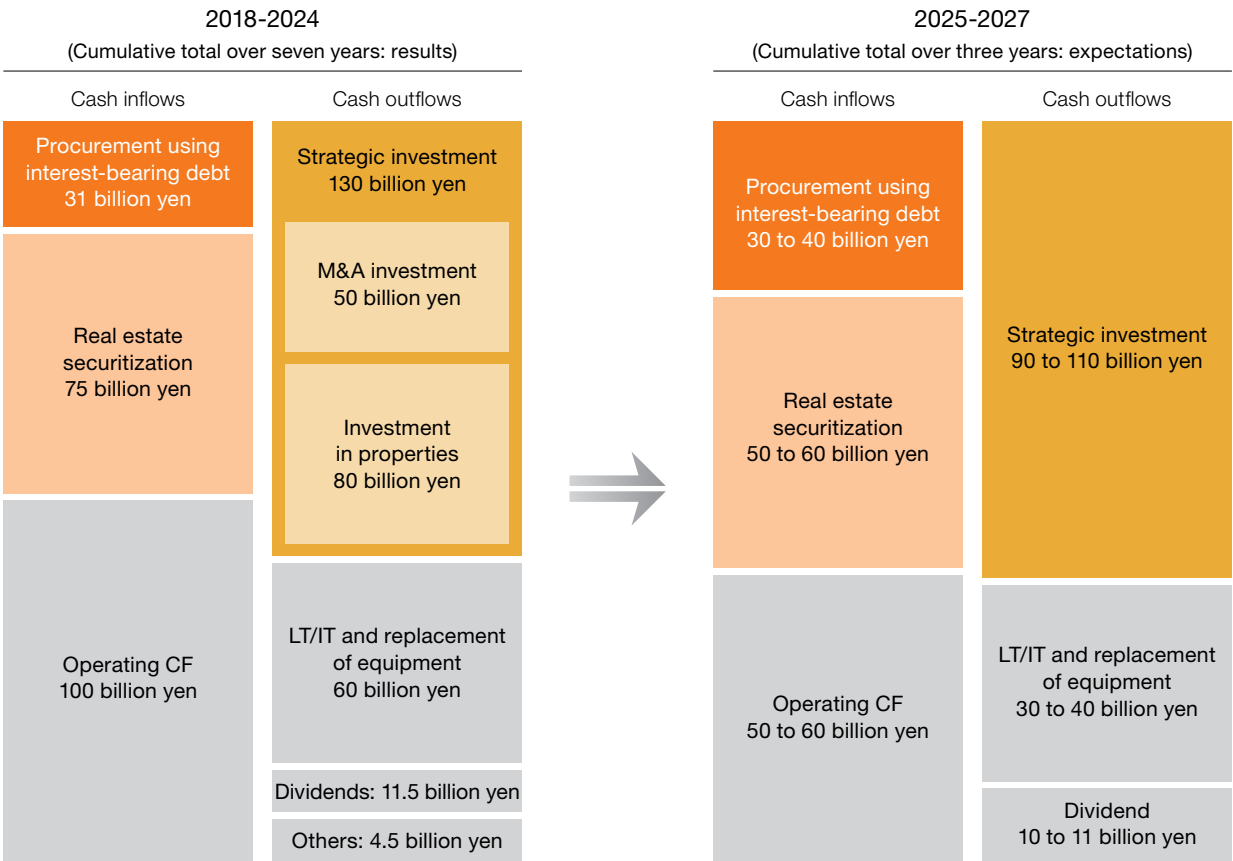 2018-2024
(Cumulative total over seven years: results)
Cash inflows
Cash outflows
Procurement using
interest-bearing debt
31 billion yen
Real estate
securitization
75 billion yen
Operating CF
100 billion yen
Strategic investment
130 billion yen
M&A investment
50 billion yen
Investment
in properties
80 billion yen
LT/IT and replacement
of equipment
60 billion yen
Dividends: 11.5 billion yen
Others: 4.5 billion yen
2025-2027
(Cumulative total over three years: expectations)
Cash inflows
Cash outflows
Procurement using
interest-bearing debt
30 to 40 billion yen
Real estate
securitization
50 to 60 billion yen
Operating CF
50 to 60 billion yen
Strategic investment
90 to 110 billion yen
LT/IT and replacement
of equipment
30 to 40 billion yen
Dividend
10 to 11 billion yen